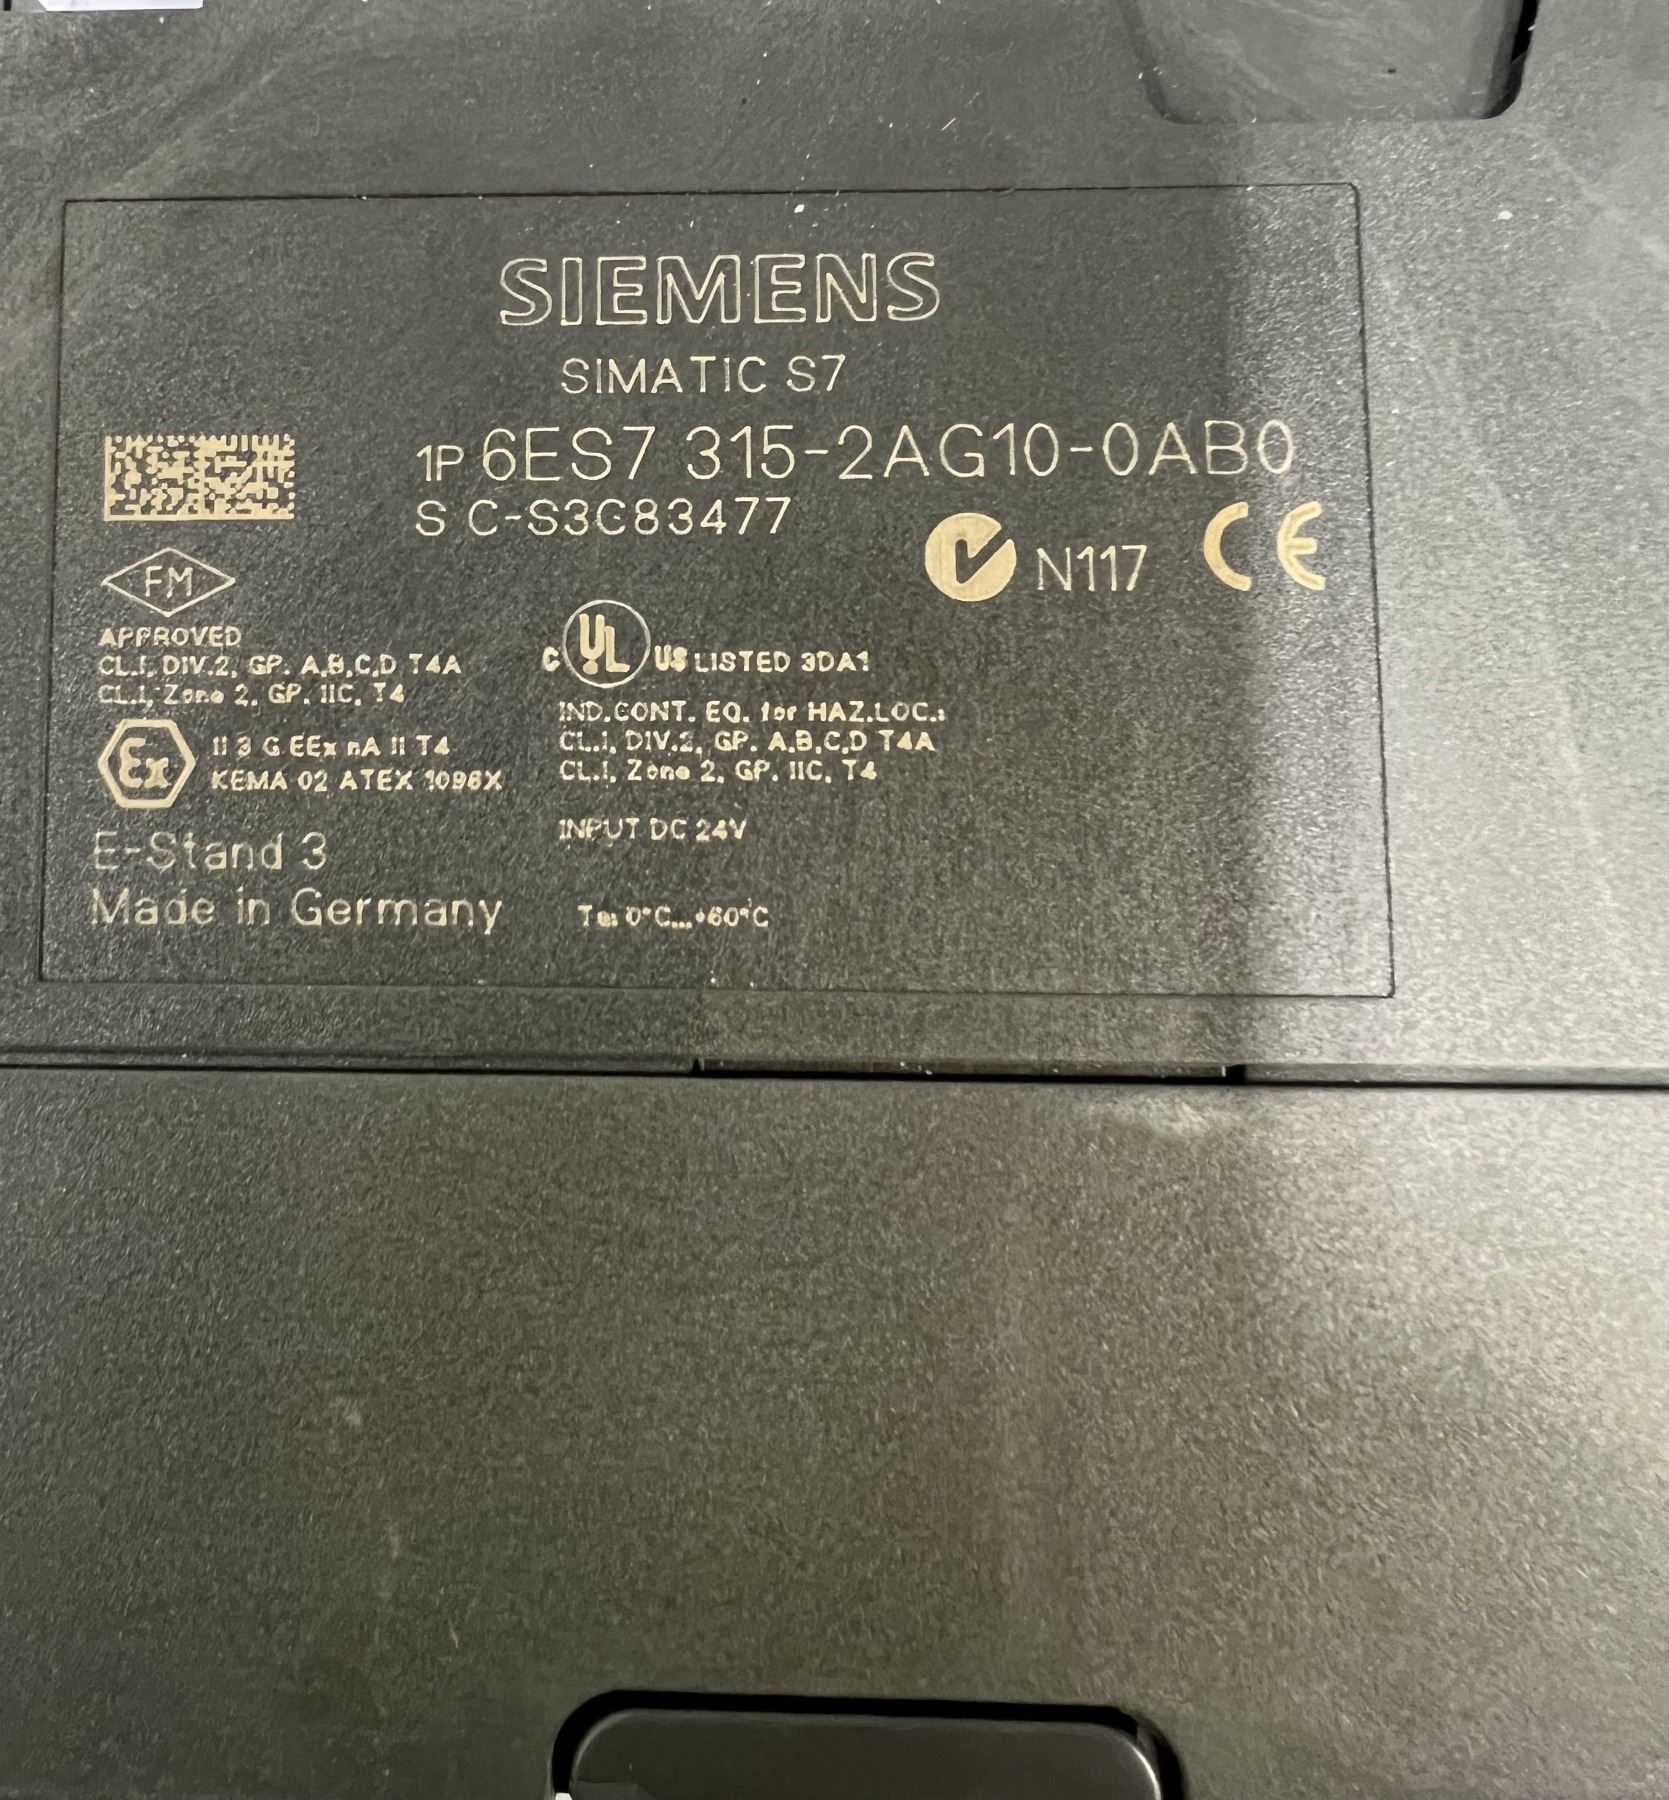 SIEMENS
SIMATIC S7
1P 6ES7 315-2AG10-0AB0
S C-S3C83477
N117 CE
FM
APPROVED
CL.I, DIV.2, GP. A,B,C,D T4A
CL.I, Zone 2, GP. IIC, T4
C UL US LISTED 3DA1
IND.CONT. EQ. for HAZ.LOC.:
CL.I, DIV.2, GP. A,B,C,D T4A
CL.I, Zone 2, GP. IIC, T4
Ex II 3 G EEx nA II T4
KEMA 02 ATEX 1096X
INPUT DC 24V
E-Stand 3
Made in Germany
Ta: 0°C...+60°C